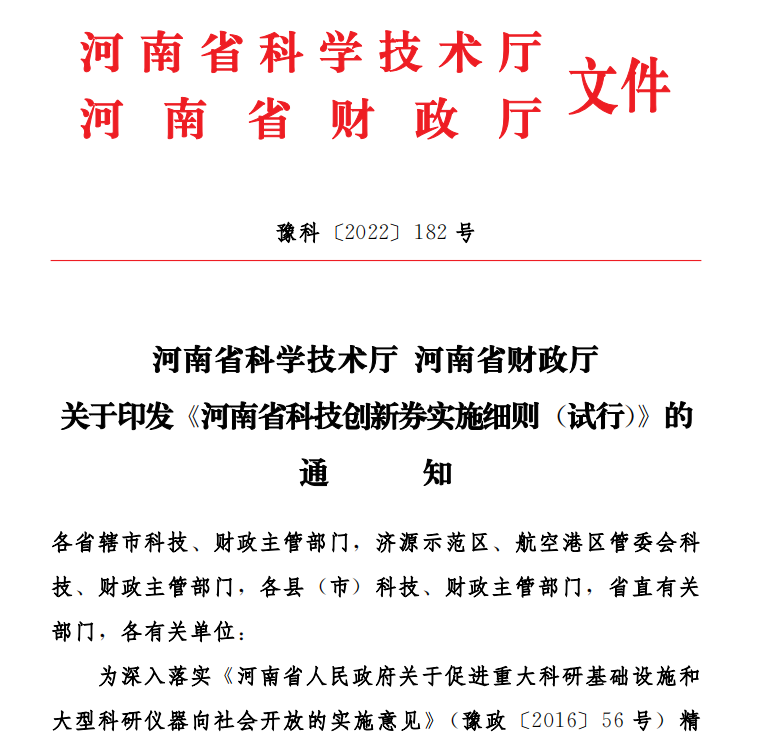 河南省科学技术厅
河南省财政厅
文件
豫科〔2022〕182 号
河南省科学技术厅 河南省财政厅
关于印发《河南省科技创新券实施细则（试行）》的
通 知
各省辖市科技、财政主管部门，济源示范区、航空港区管委会科
技、财政主管部门，各县（市）科技、财政主管部门，省直有关
部门，各有关单位：
为深入落实《河南省人民政府关于促进重大科研基础设施和
大型科研仪器向社会开放的实施意见》（豫政〔2016〕56 号）精